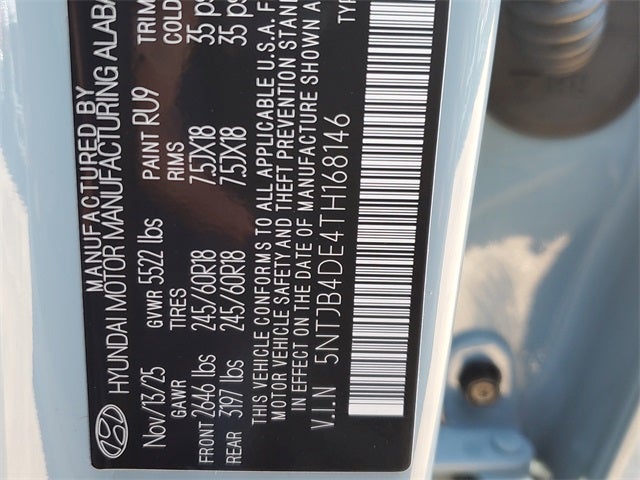 MANUFACTURED BY
HYUNDAI MOTOR MANUFACTURING ALABA
Nov/13/25 GVWR 5522 lbs PAINT RU9 TRIM
GAWR TIRES RIMS COLD
FRONT 2646 lbs 245/60R18 7.5JX18 35 ps
REAR 3197 lbs 245/60R18 7.5JX18 35 ps
THIS VEHICLE CONFORMS TO ALL APPLICABLE U.S.A. F
MOTOR VEHICLE SAFETY AND THEFT PREVENTION STAN
IN EFFECT ON THE DATE OF MANUFACTURE SHOWN A
V.I.N 5NTJB4DE4TH168146 TYP